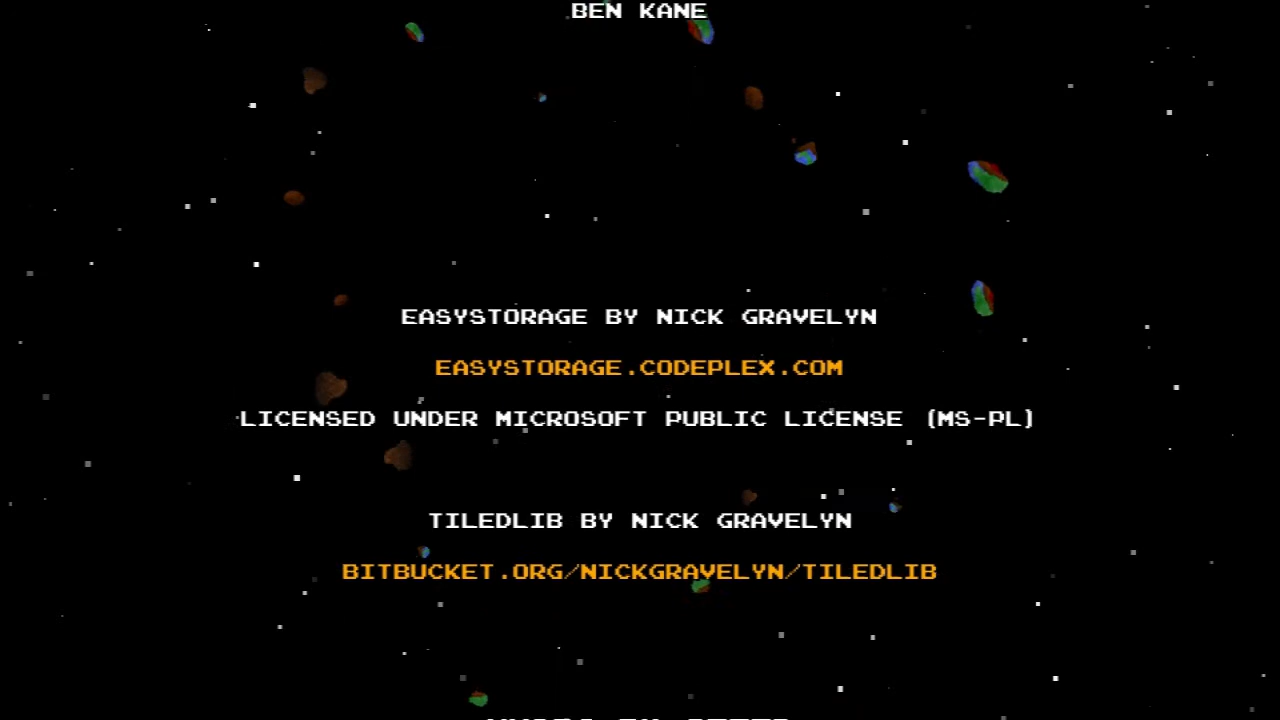 BEN KANE
EASYSTORAGE BY NICK GRAVELYN
EASYSTORAGE.CODEPLEX.COM
LICENSED UNDER MICROSOFT PUBLIC LICENSE (MS-PL)
TILEDLIB BY NICK GRAVELYN
BITBUCKET.ORG/NICKGRAVELYN/TILEDLIB